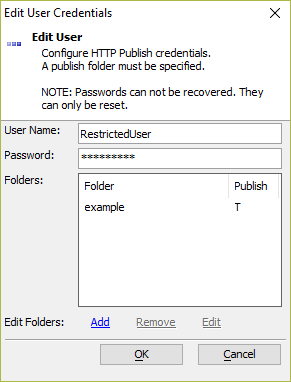 Edit User Credentials
Edit User
Configure HTTP Publish credentials.
A publish folder must be specified.
NOTE: Passwords can not be recovered. They
can only be reset.
User Name: RestrictedUser
Password: *********
Folders: Folder Publish
example T
Edit Folders: Add Remove Edit
OK Cancel